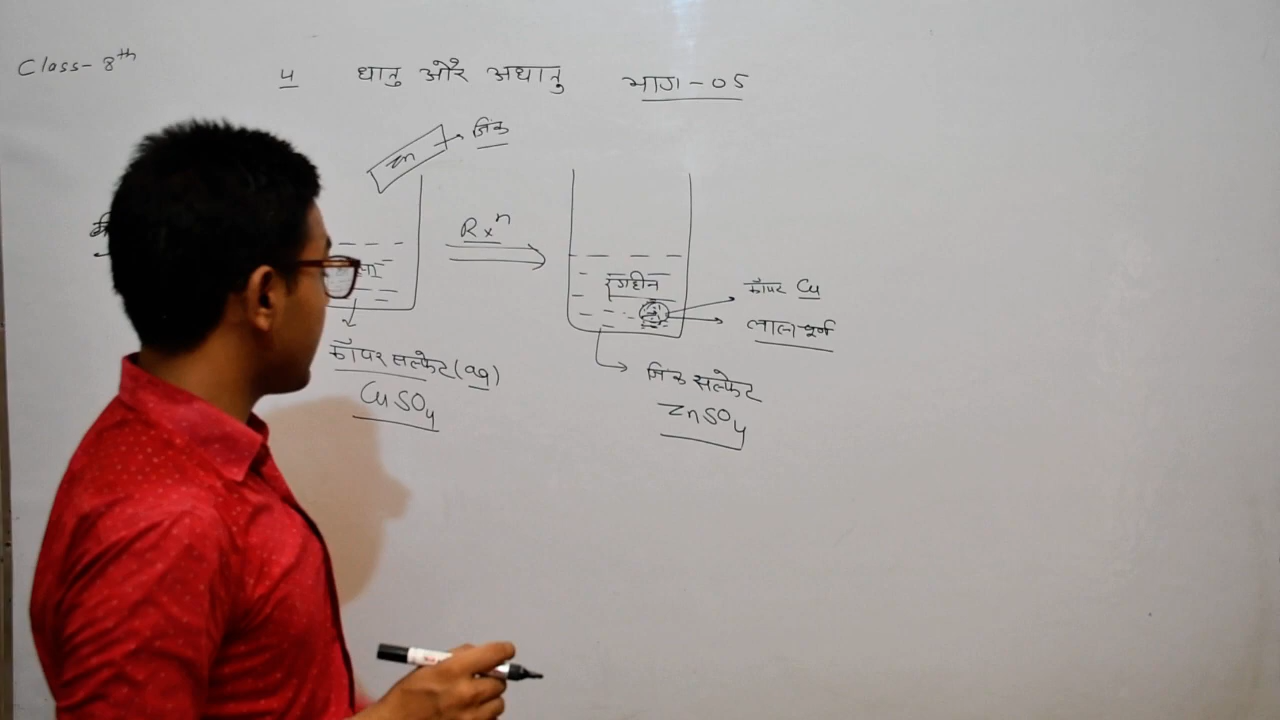 Class- 8th
4 धातु और अधातु भाग - 05
Zn
जिंक
Rxn
रंगहीन
कॉपर Cu
लाल चूर्ण
कॉपर सल्फेट (aq)
CuSO4
जिंक सल्फेट
ZnSO4